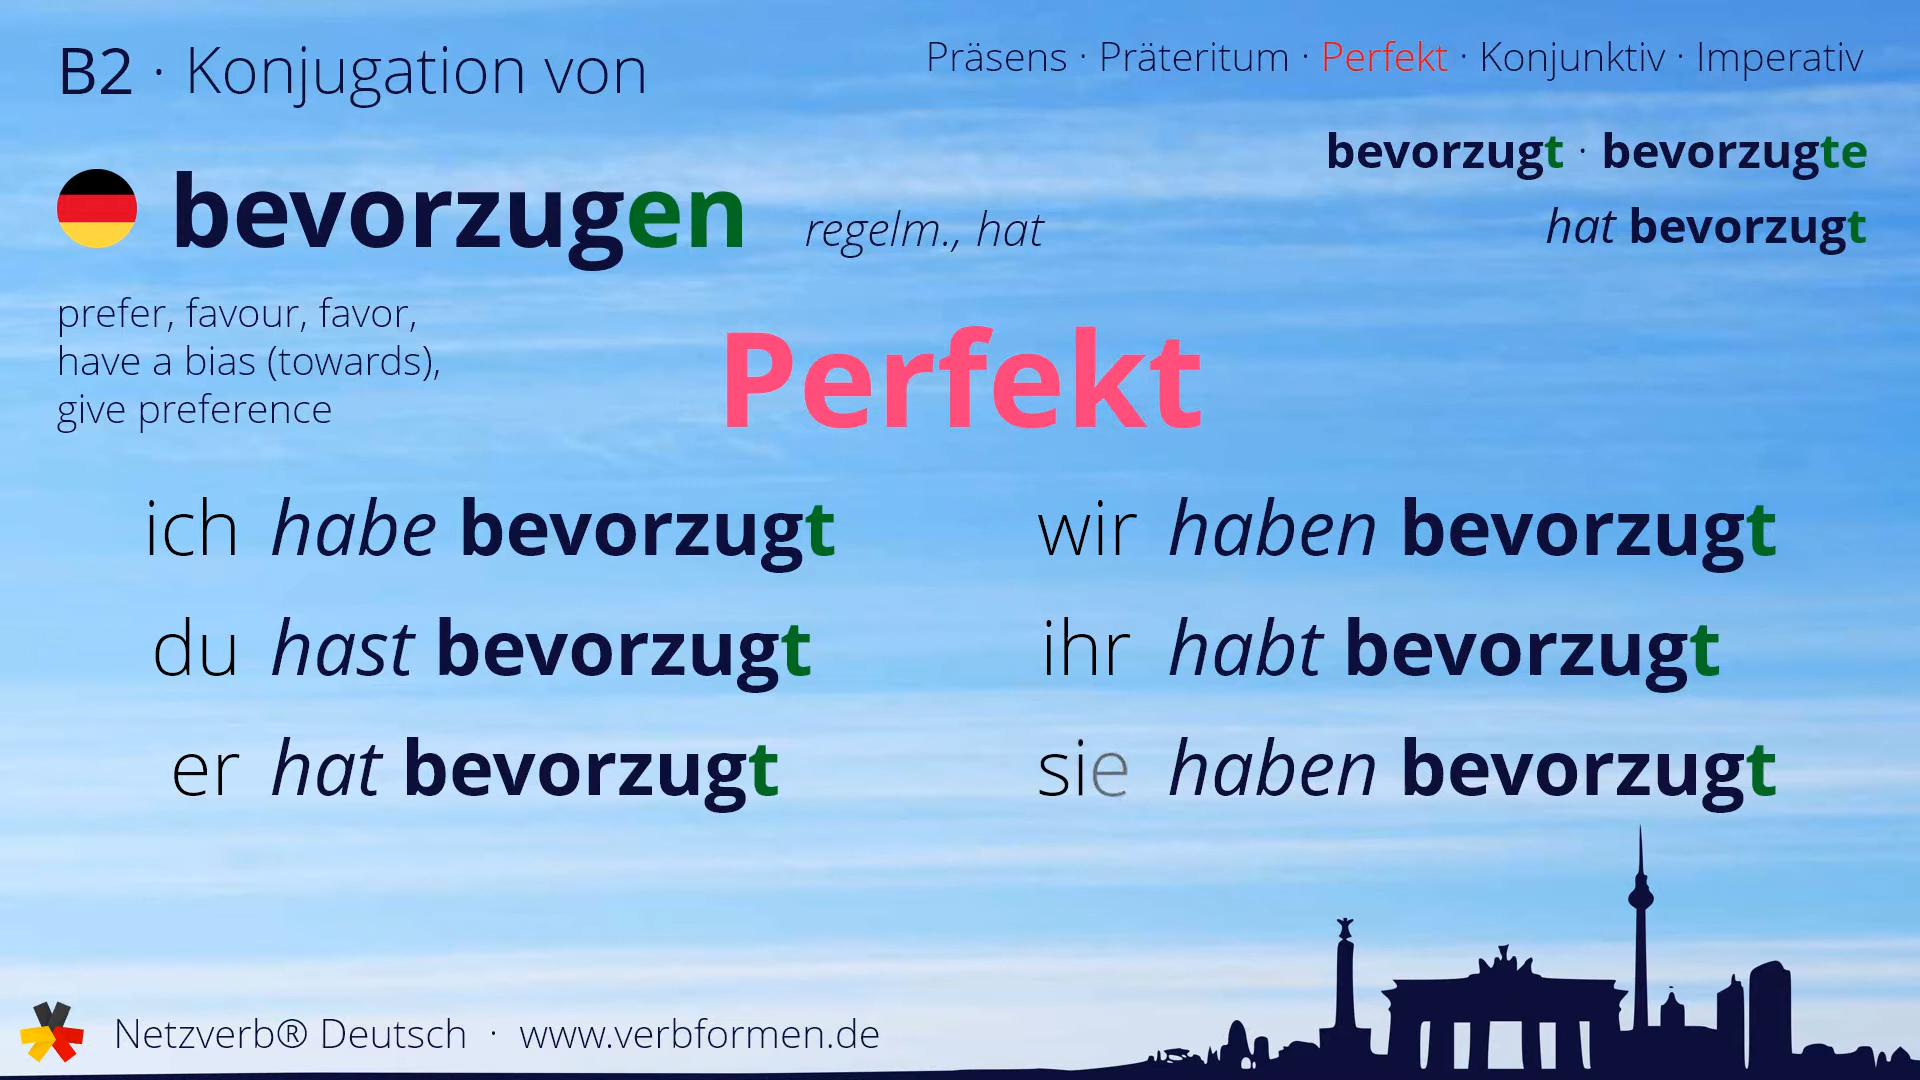 B2 · Konjugation von
Präsens · Präteritum · Perfekt · Konjunktiv · Imperativ
bevorzugen regelm., hat
bevorzugt · bevorzugte
hat bevorzugt
prefer, favour, favor,
have a bias (towards),
give preference
Perfekt
ich habe bevorzugt
du hast bevorzugt
er hat bevorzugt
wir haben bevorzugt
ihr habt bevorzugt
sie haben bevorzugt
Netzverb® Deutsch · www.verbformen.de